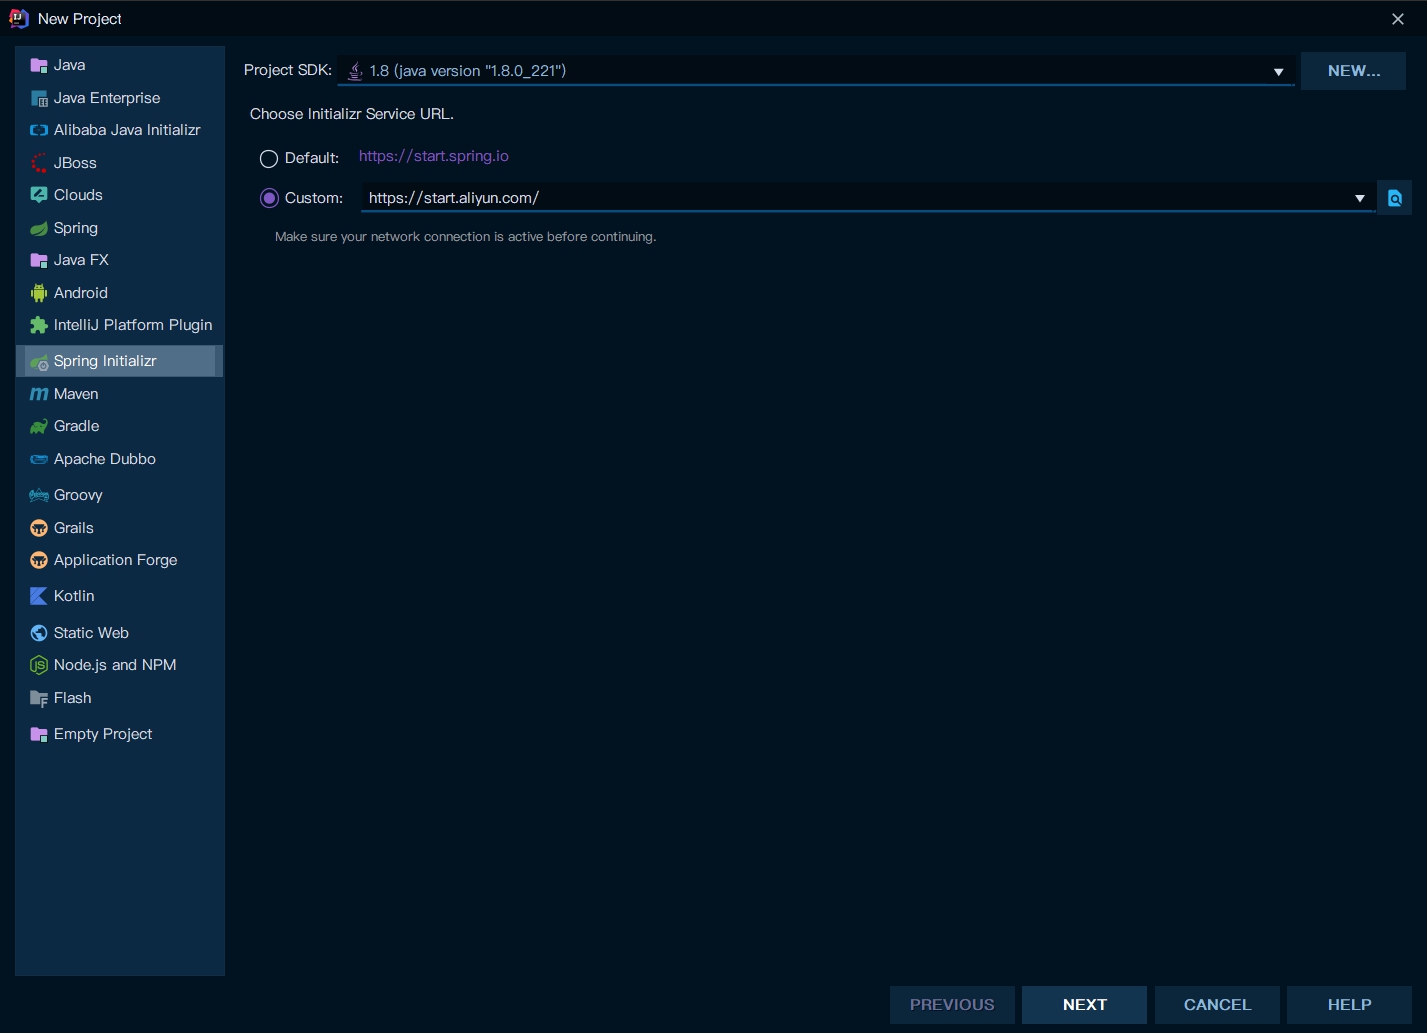 New Project
Java
Java Enterprise
Alibaba Java Initializr
JBoss
Clouds
Spring
Java FX
Android
IntelliJ Platform Plugin
Spring Initializr
Maven
Gradle
Apache Dubbo
Groovy
Grails
Application Forge
Kotlin
Static Web
Node.js and NPM
Flash
Empty Project
Project SDK: 1.8 (java version "1.8.0_221") NEW...
Choose Initializr Service URL.
Default: https://start.spring.io
Custom: https://start.aliyun.com/
Make sure your network connection is active before continuing.
PREVIOUS NEXT CANCEL HELP